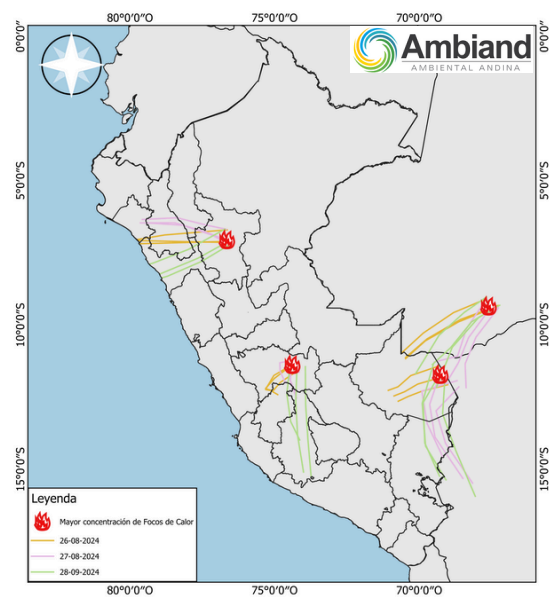 80°0'0"O 75°0'0"O 70°0'0"O
0°0'0"
Ambiand
AMBIENTAL ANDINA
0°0'0"
5°0'0"S
5°0'0"S
10°0'0"S
10°0'0"S
15°0'0"S
15°0'0"S
Leyenda
Mayor concentración de Focos de Calor
26-08-2024
27-08-2024
28-09-2024
80°0'0"O 75°0'0"O 70°0'0"O